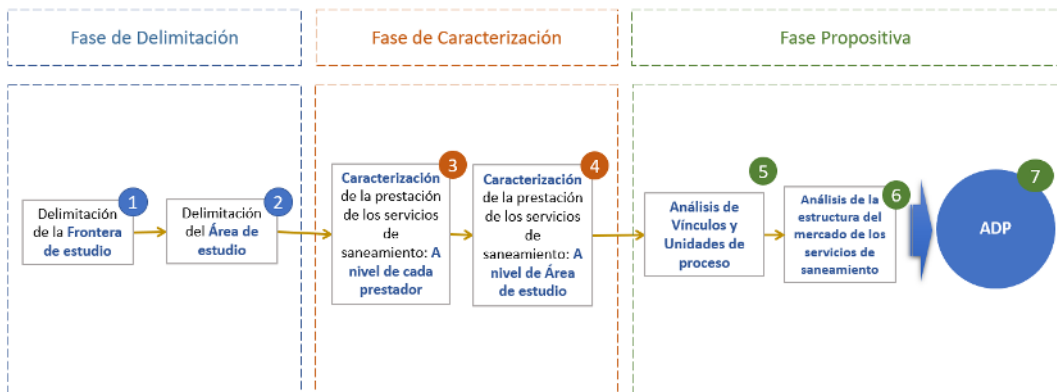 Fase de Delimitación
Fase de Caracterización
Fase Propositiva
1
Delimitación
de la Frontera
de estudio
2
Delimitación
del Área de
estudio
3
Caracterización
de la prestación
de los servicios
de
saneamiento: A
nivel de cada
prestador
4
Caracterización
de la prestación
de los servicios
de
saneamiento: A
nivel de Área
de estudio
5
Análisis de
Vínculos y
Unidades de
proceso
6
Análisis de la
estructura del
mercado de los
servicios de
saneamiento
7
ADP